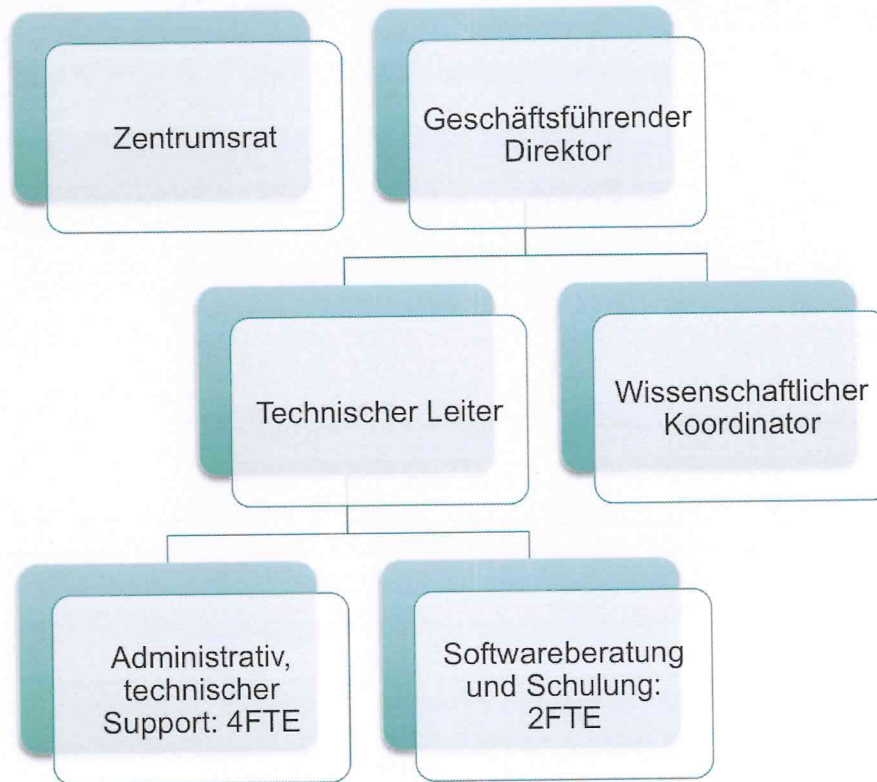 Zentrumsrat
Geschäftsführender
Direktor
Technischer Leiter
Wissenschaftlicher
Koordinator
Administrativ,
technischer
Support: 4FTE
Softwareberatung
und Schulung:
2FTE